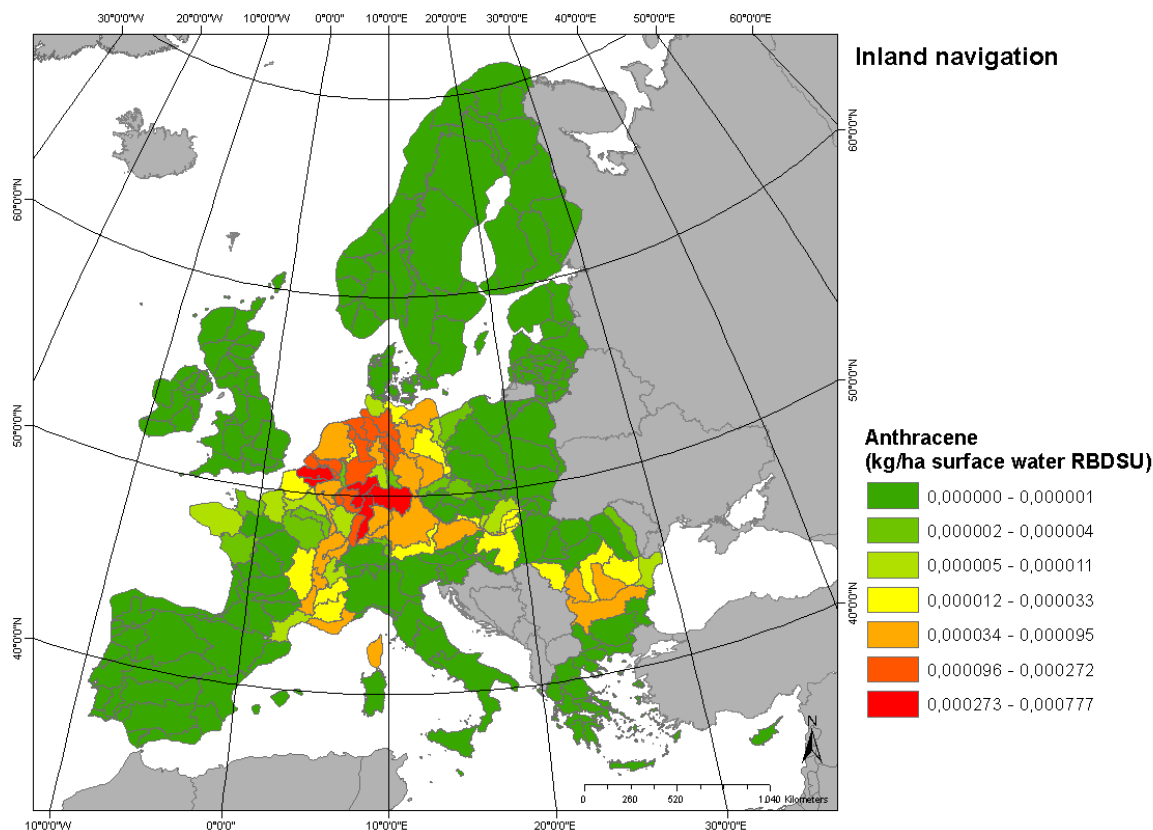 30°0'0"W 20°0'0"W 10°0'0"W 0°0'0" 10°0'0"E 20°0'0"E 30°0'0"E 40°0'0"E 50°0'0"E 60°0'0"E
Inland navigation
60°0'0"N
60°0'0"N
50°0'0"N
50°0'0"N
40°0'0"N
40°0'0"N
Anthracene
(kg/ha surface water RBDSU)
0,000000 - 0,000001
0,000002 - 0,000004
0,000005 - 0,000011
0,000012 - 0,000033
0,000034 - 0,000095
0,000096 - 0,000272
0,000273 - 0,000777
N
0 260 520 1.040 Kilometers
10°0'0"W 0°0'0" 10°0'0"E 20°0'0"E 30°0'0"E